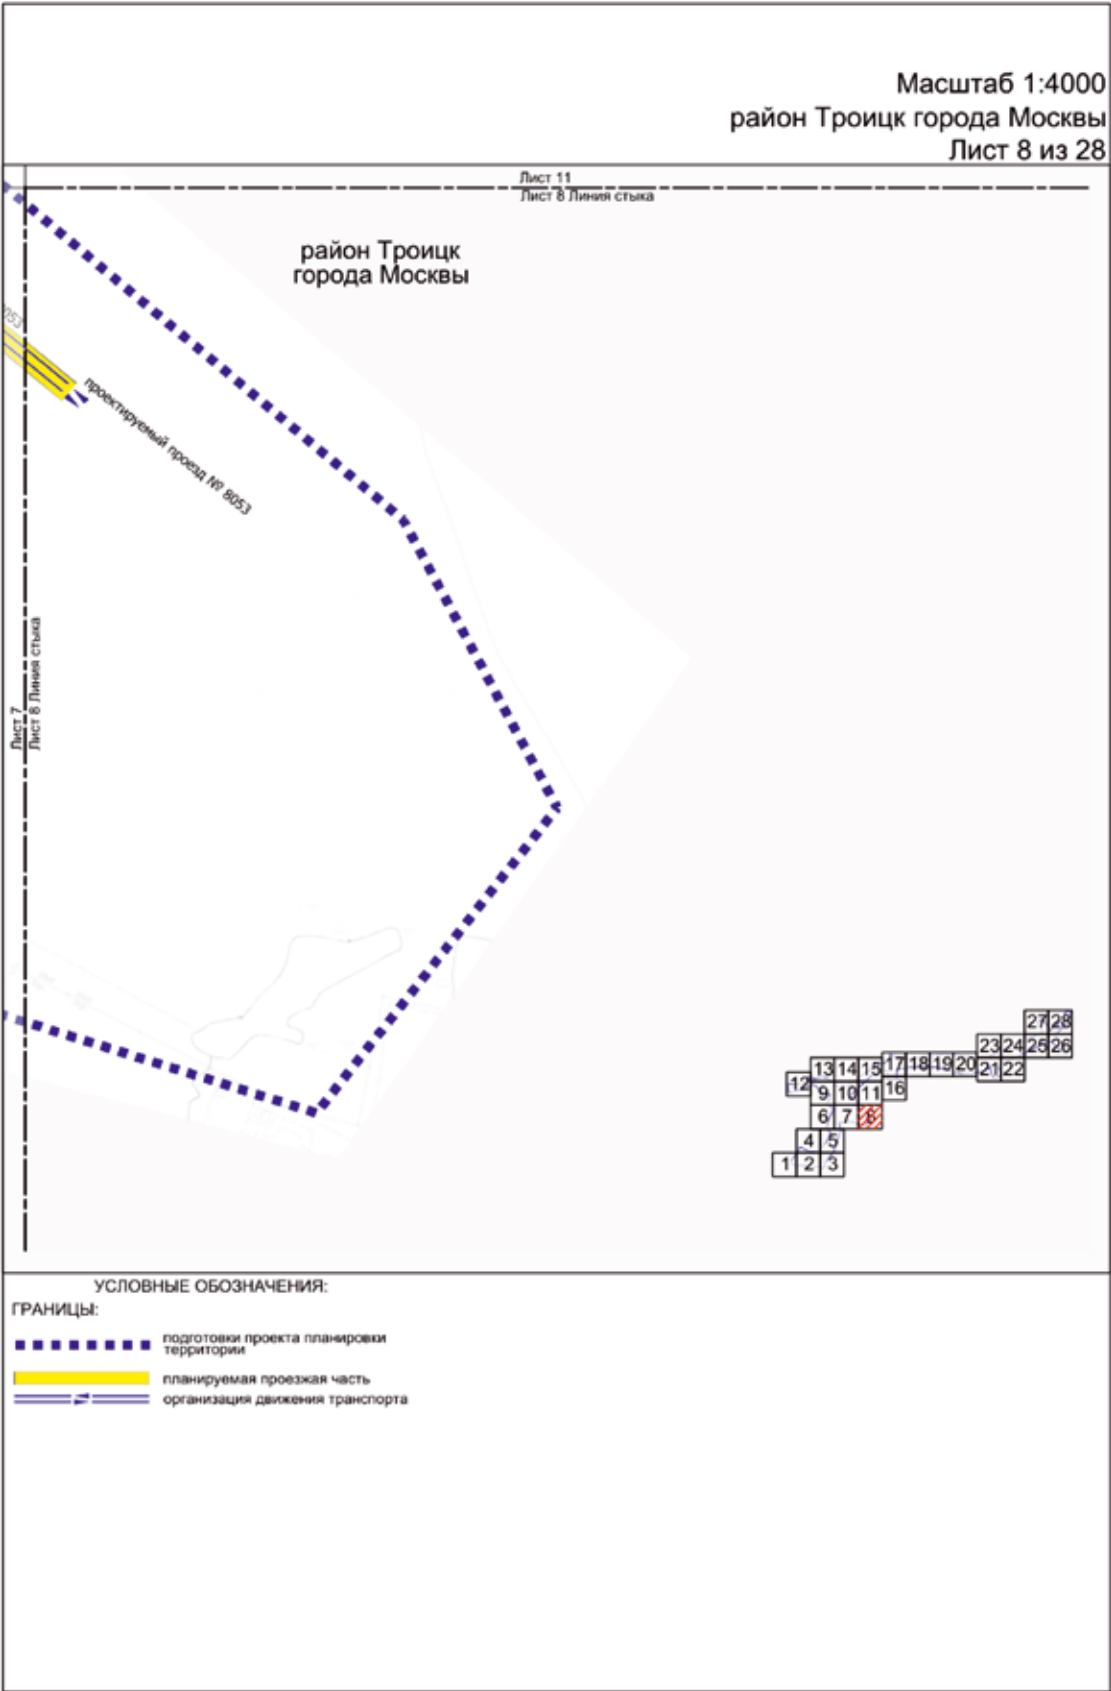 Масштаб 1:4000
район Троицк города Москвы
Лист 8 из 28
Лист 11
Лист 8 Линия стыка
район Троицк
города Москвы
проектируемый проезд № 8053
Лист 7
Лист 8 Линия стыка
27 28
23 24 25 26
13 14 15 17 18 19 20 21 22
12 9 10 11 16
6 7 8
4 5
1 2 3
УСЛОВНЫЕ ОБОЗНАЧЕНИЯ:
ГРАНИЦЫ:
подготовки проекта планировки
территории
планируемая проезжая часть
организация движения транспорта